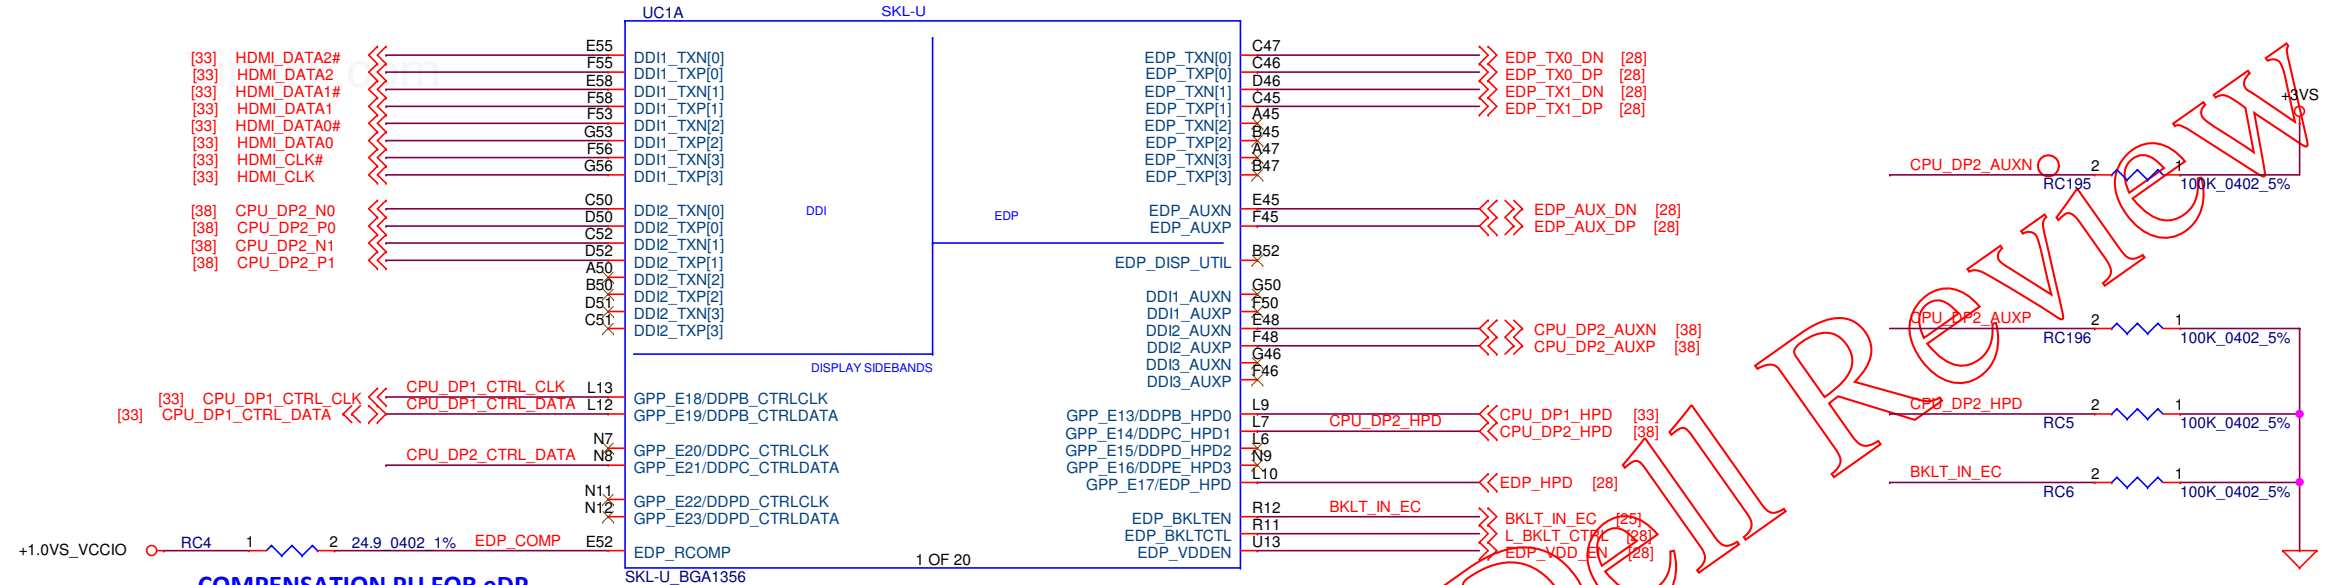 UC1A
SKL-U
[33] HDMI_DATA2# E55 DDI1_TXN[0]
[33] HDMI_DATA2 F55 DDI1_TXP[0]
[33] HDMI_DATA1# E58 DDI1_TXN[1]
[33] HDMI_DATA1 F58 DDI1_TXP[1]
[33] HDMI_DATA0# F53 DDI1_TXN[2]
[33] HDMI_DATA0 G53 DDI1_TXP[2]
[33] HDMI_CLK# F56 DDI1_TXN[3]
[33] HDMI_CLK G56 DDI1_TXP[3]
[38] CPU_DP2_N0 C50 DDI2_TXN[0]
[38] CPU_DP2_P0 D50 DDI2_TXP[0]
[38] CPU_DP2_N1 C52 DDI2_TXN[1]
[38] CPU_DP2_P1 D52 DDI2_TXP[1]
A50 DDI2_TXN[2]
B50 DDI2_TXP[2]
D51 DDI2_TXN[3]
C51 DDI2_TXP[3]
DDI
EDP
DISPLAY SIDEBANDS
[33] CPU_DP1_CTRL_CLK CPU_DP1_CTRL_CLK L13 GPP_E18/DDPB_CTRLCLK
[33] CPU_DP1_CTRL_DATA CPU_DP1_CTRL_DATA L12 GPP_E19/DDPB_CTRLDATA
N7 GPP_E20/DDPC_CTRLCLK
CPU_DP2_CTRL_DATA N8 GPP_E21/DDPC_CTRLDATA
N11 GPP_E22/DDPD_CTRLCLK
N12 GPP_E23/DDPD_CTRLDATA
+1.0VS_VCCIO RC4 1 2 24.9_0402_1% EDP_COMP E52 EDP_RCOMP
COMPENSATION PU FOR eDP
1 OF 20
SKL-U_BGA1356
EDP_TXN[0] C47 EDP_TX0_DN [28]
EDP_TXP[0] C46 EDP_TX0_DP [28]
EDP_TXN[1] D46 EDP_TX1_DN [28]
EDP_TXP[1] C45 EDP_TX1_DP [28]
EDP_TXN[2] A45
EDP_TXP[2] B45
EDP_TXN[3] A47
EDP_TXP[3] B47
EDP_AUXN E45 EDP_AUX_DN [28]
EDP_AUXP F45 EDP_AUX_DP [28]
EDP_DISP_UTIL B52
DDI1_AUXN G50
DDI1_AUXP F50
DDI2_AUXN E48 CPU_DP2_AUXN [38]
DDI2_AUXP F48 CPU_DP2_AUXP [38]
DDI3_AUXN G46
DDI3_AUXP F46
GPP_E13/DDPB_HPD0 L9 CPU_DP1_HPD [33]
GPP_E14/DDPC_HPD1 L7 CPU_DP2_HPD CPU_DP2_HPD [38]
GPP_E15/DDPD_HPD2 L6
GPP_E16/DDPE_HPD3 N9
GPP_E17/EDP_HPD L10 EDP_HPD [28]
EDP_BKLTEN R12 BKLT_IN_EC BKLT_IN_EC [25]
EDP_BKLTCTL R11 L_BKLT_CTRL [28]
EDP_VDDEN U13 EDP_VDD_EN [28]
+3VS
CPU_DP2_AUXN 2 1
RC195 100K_0402_5%
CPU_DP2_AUXP 2 1
RC196 100K_0402_5%
CPU_DP2_HPD 2 1
RC5 100K_0402_5%
BKLT_IN_EC 2 1
RC6 100K_0402_5%
Dell Review